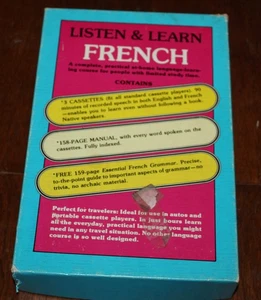 LISTEN & LEARN
FRENCH
A complete, practical at-home language-learn-
ing course for people with limited study time.
CONTAINS
*3 CASSETTES (fit all standard cassette players). 90
minutes of recorded speech in both English and French
—enables you to learn even without following a book.
Native speakers.
*158-PAGE MANUAL, with every word spoken on the
cassettes. Fully indexed.
*FREE 159-page Essential French Grammar. Precise,
to-the-point guide to important aspects of grammar—no
trivia, no archaic material.
Perfect for travelers: Ideal for use in autos and
portable cassette players. In just hours learn
all the everyday, practical language you might
need in any travel situation. No other language
course is so well designed.